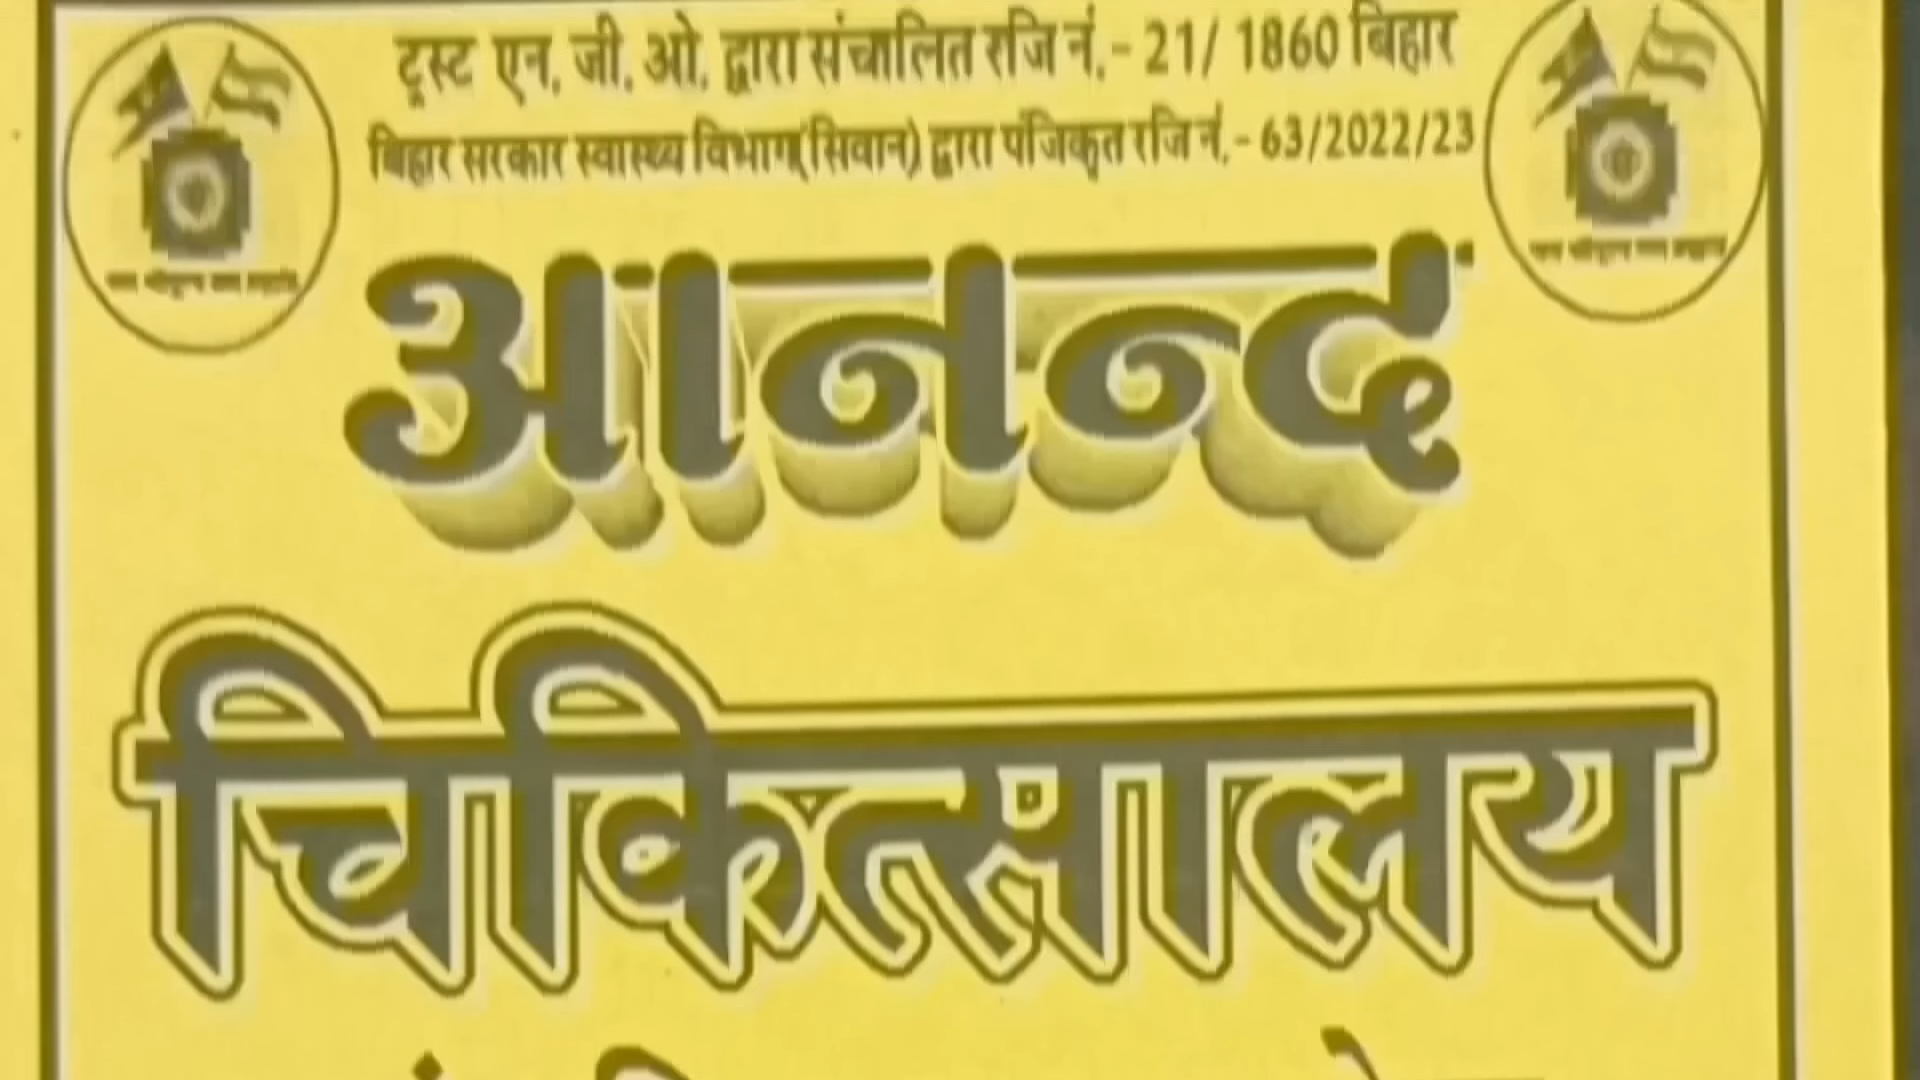 ट्रस्ट एन. जी. ओ. द्वारा संचालित रजि नं.- 21/ 1860 बिहार
बिहार सरकार स्वास्थ्य विभाग(सिवान) द्वारा पंजिकृत रजि नं.- 63/2022/23
आनन्द
चिकित्सालय